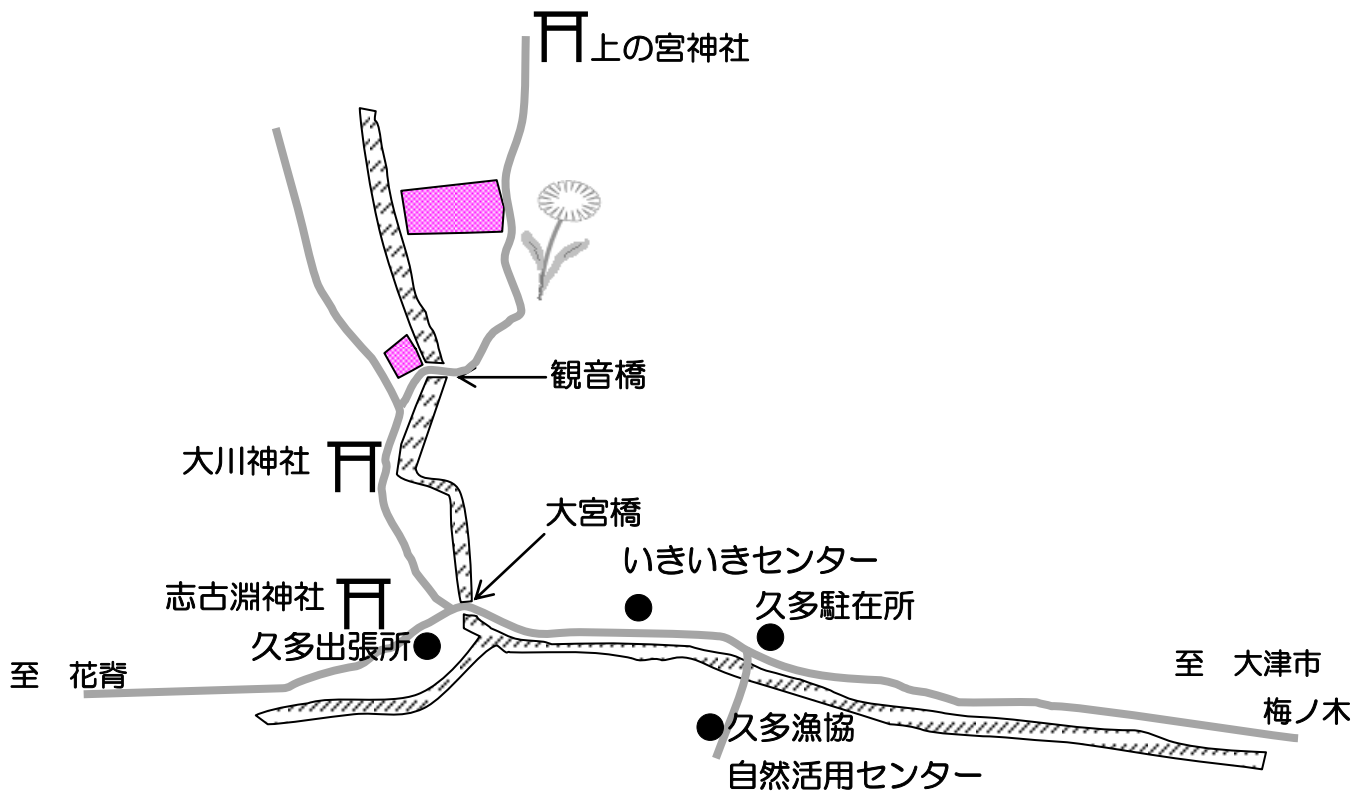 上の宮神社
観音橋
大川神社
大宮橋
いきいきセンター
志古淵神社
久多駐在所
久多出張所
至　花脊
至　大津市
梅ノ木
久多漁協
自然活用センター